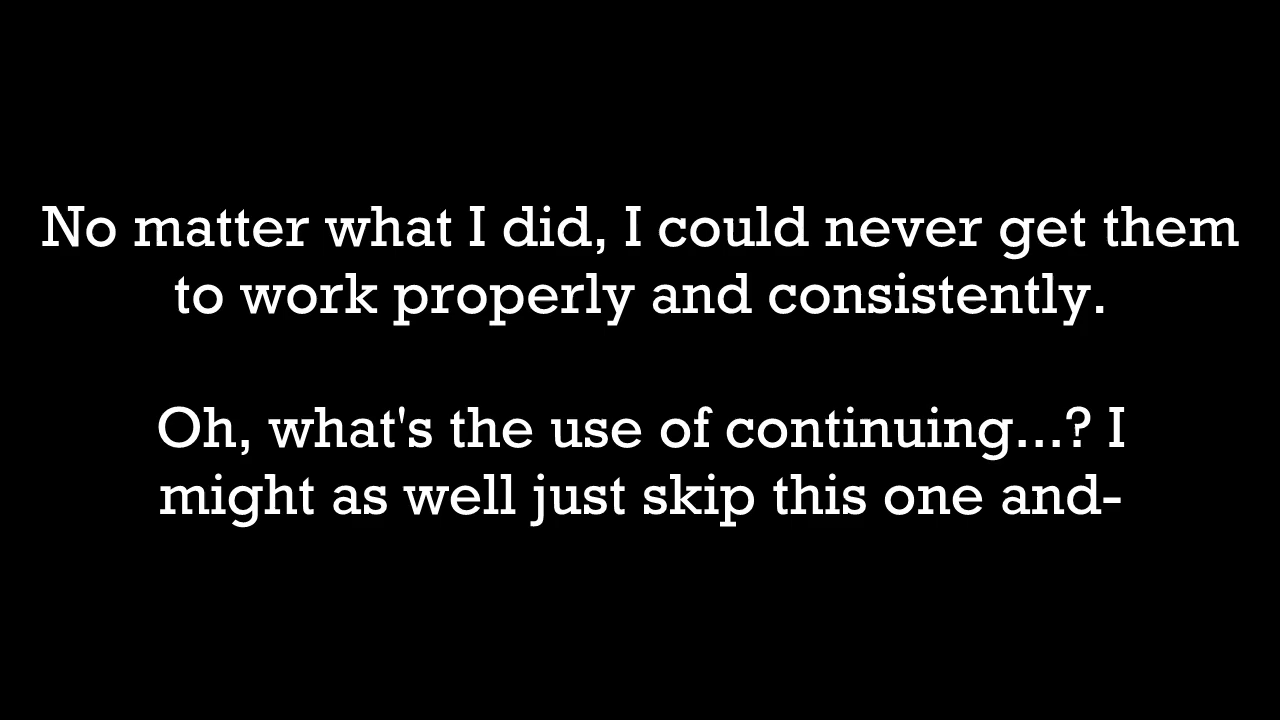 No matter what I did, I could never get them
to work properly and consistently.
Oh, what's the use of continuing...? I
might as well just skip this one and-